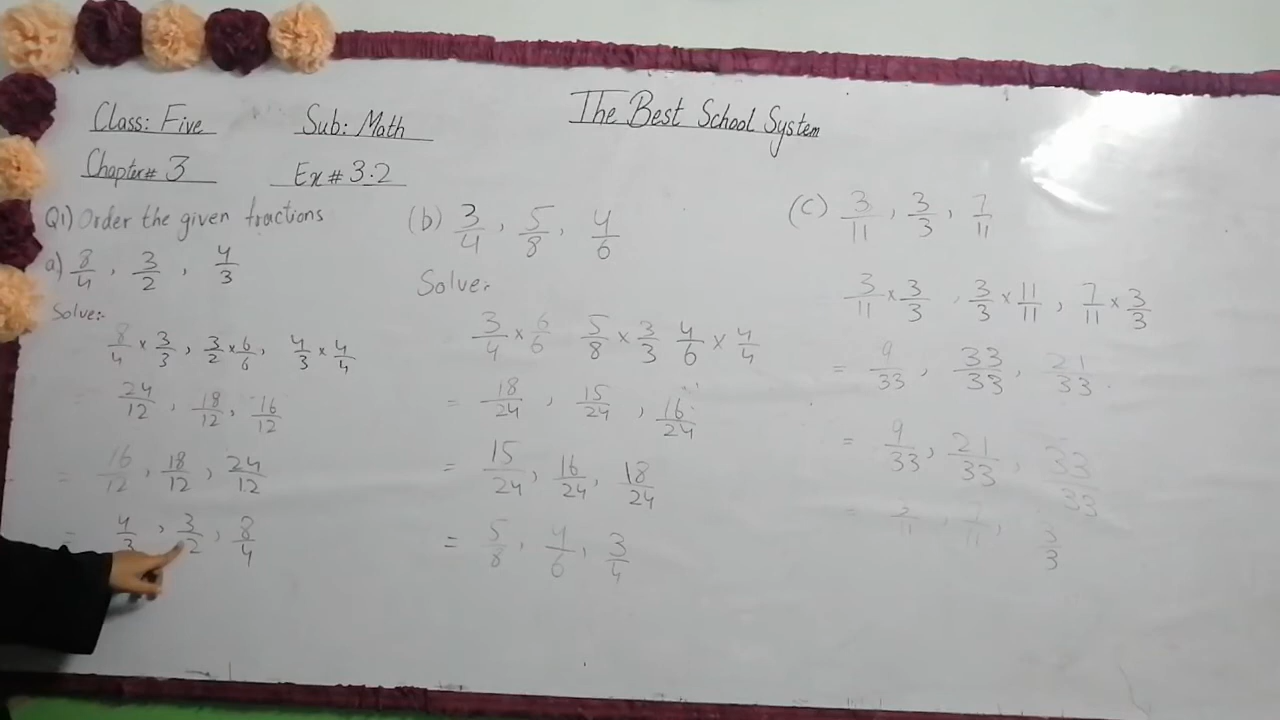 The Best School System
Class: Five Sub: Math
Chapter# 3 Ex # 3.2
Q1) Order the given fractions
a) 8/4 , 3/2 , 4/3
Solve:-
8/4 × 3/3 , 3/2 × 6/6 , 4/3 × 4/4
= 24/12 , 18/12 , 16/12
= 16/12 , 18/12 , 24/12
= 4/3 , 3/2 , 8/4
(b) 3/4 , 5/8 , 4/6
Solve:
3/4 × 6/6 5/8 × 3/3 4/6 × 4/4
= 18/24 , 15/24 , 16/24
= 15/24 , 16/24 , 18/24
= 5/8 , 4/6 , 3/4
(C) 3/11 , 3/3 , 7/11
3/11 × 3/3 , 3/3 × 11/11 , 7/11 × 3/3
= 9/33 , 33/33 , 21/33
= 9/33 , 21/33 , 33/33
= 3/11 , 7/11 , 3/3